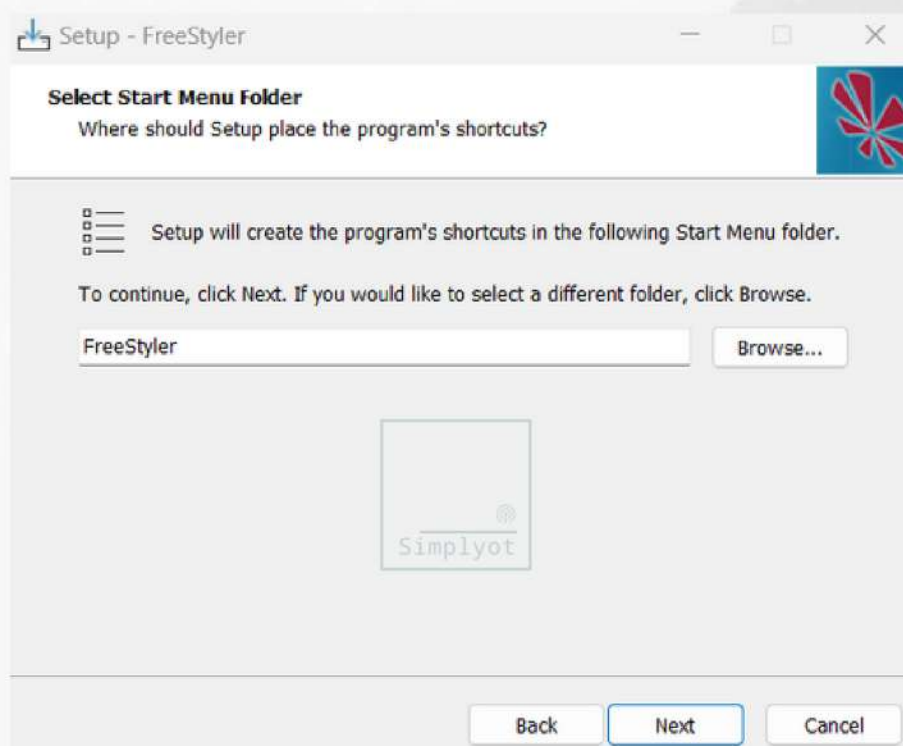 Setup - FreeStyler
Select Start Menu Folder
Where should Setup place the program's shortcuts?
Setup will create the program's shortcuts in the following Start Menu folder.
To continue, click Next. If you would like to select a different folder, click Browse.
FreeStyler
Browse...
Simplyot
Back
Next
Cancel